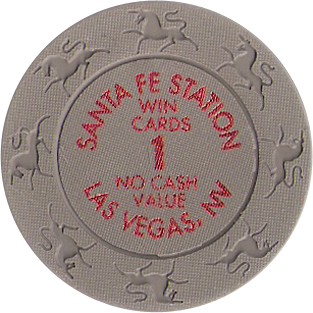 SANTA FE STATION
WIN
CARDS
1
NO CASH
VALUE
LAS VEGAS, NV